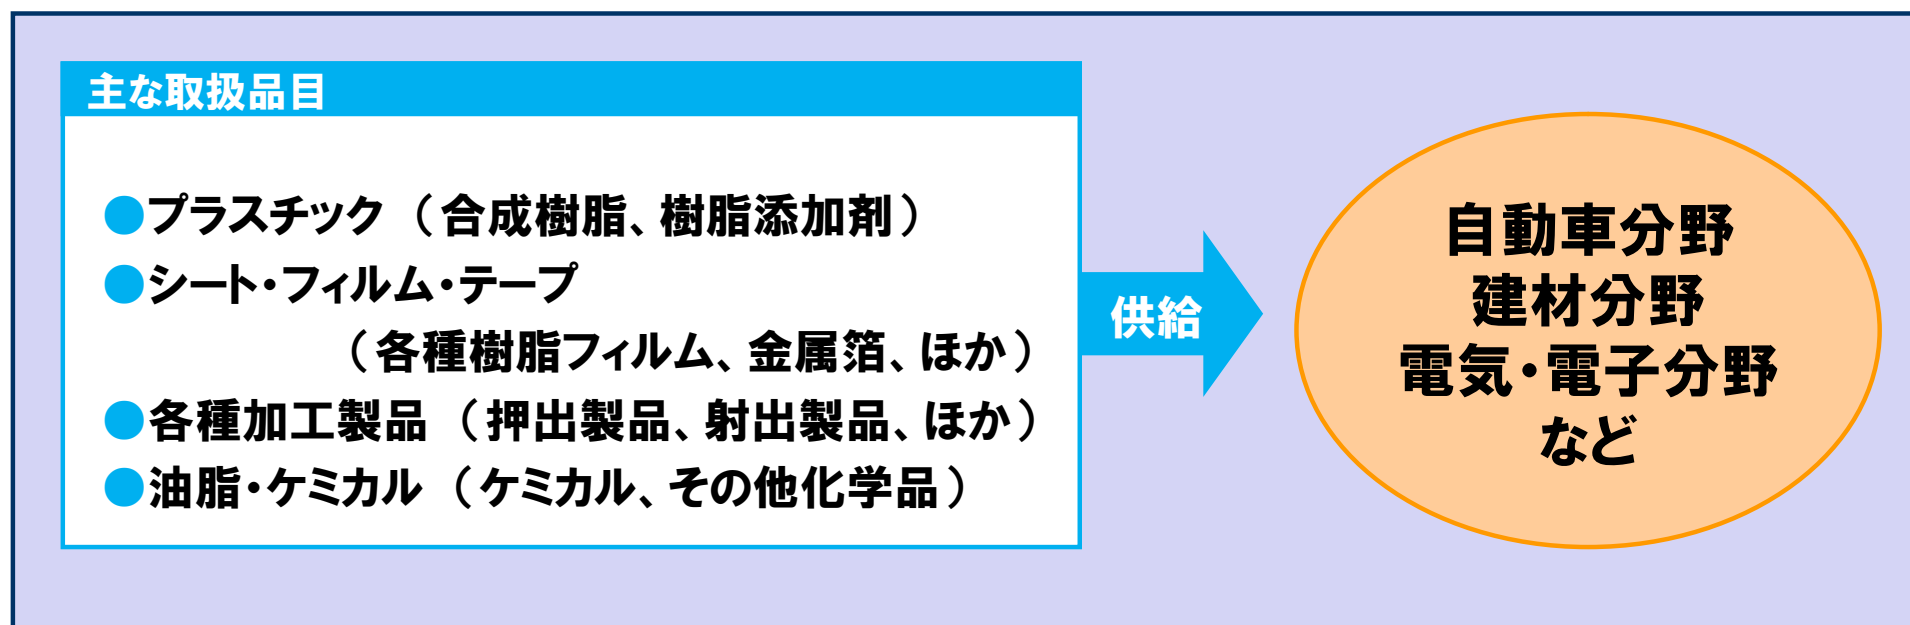 主な取扱品目
●プラスチック（合成樹脂、樹脂添加剤）
●シート・フィルム・テープ
（各種樹脂フィルム、金属箔、ほか）
●各種加工製品（押出製品、射出製品、ほか）
●油脂・ケミカル（ケミカル、その他化学品）
供給
自動車分野
建材分野
電気・電子分野
など